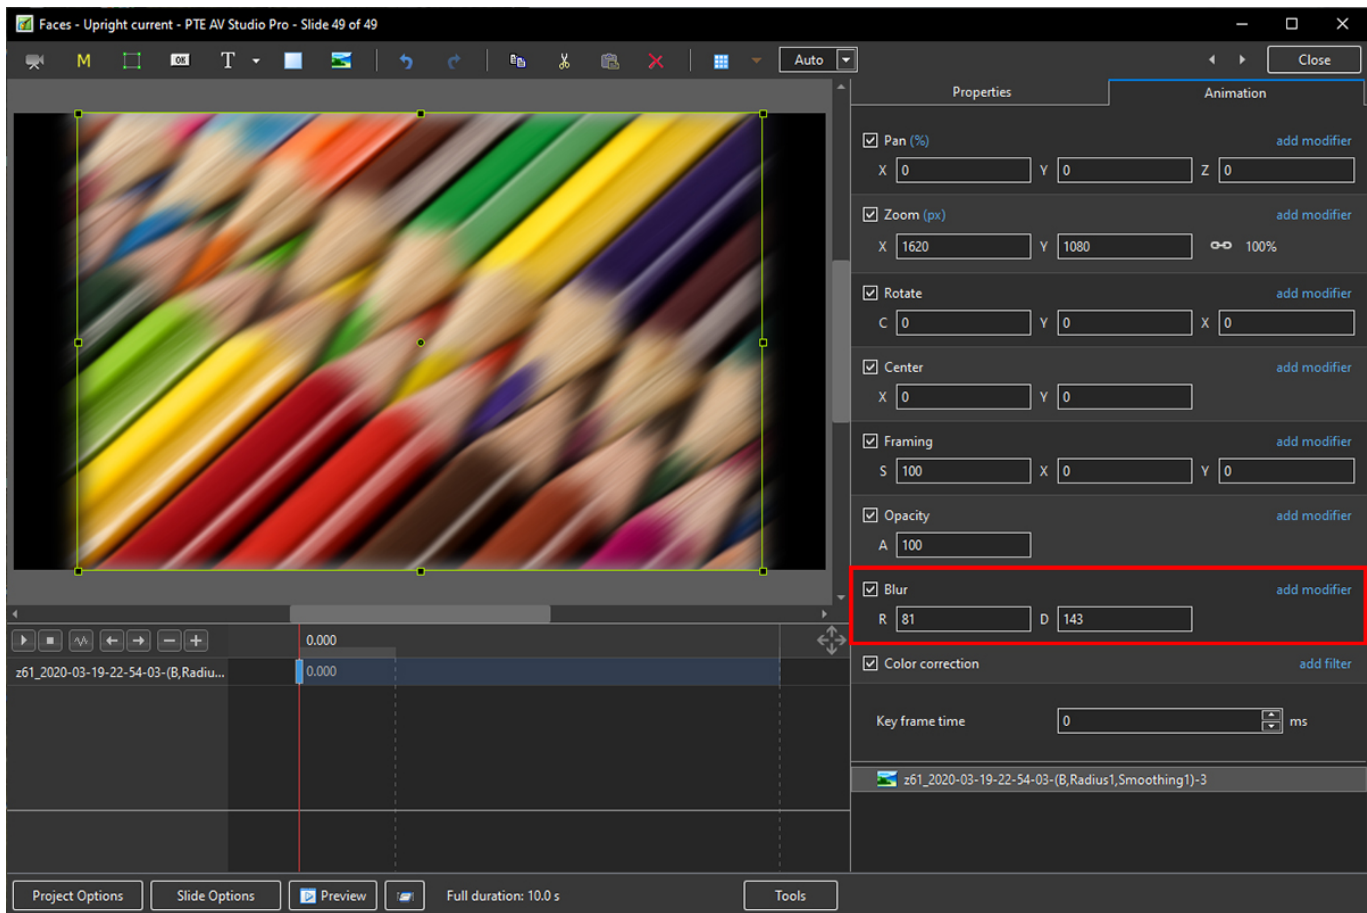 Faces - Upright current - PTE AV Studio Pro - Slide 49 of 49
M OK T Auto Close
Properties Animation
Pan (%) add modifier
X 0 Y 0 Z 0
Zoom (px) add modifier
X 1620 Y 1080 100%
Rotate add modifier
C 0 Y 0 X 0
Center add modifier
X 0 Y 0
Framing add modifier
S 100 X 0 Y 0
Opacity add modifier
A 100
Blur add modifier
R 81 D 143
Color correction add filter
Key frame time 0 ms
z61_2020-03-19-22-54-03-(B,Radius1,Smoothing1)-3
0.000
z61_2020-03-19-22-54-03-(B,Radiu... 0.000
Project Options Slide Options Preview Full duration: 10.0 s Tools